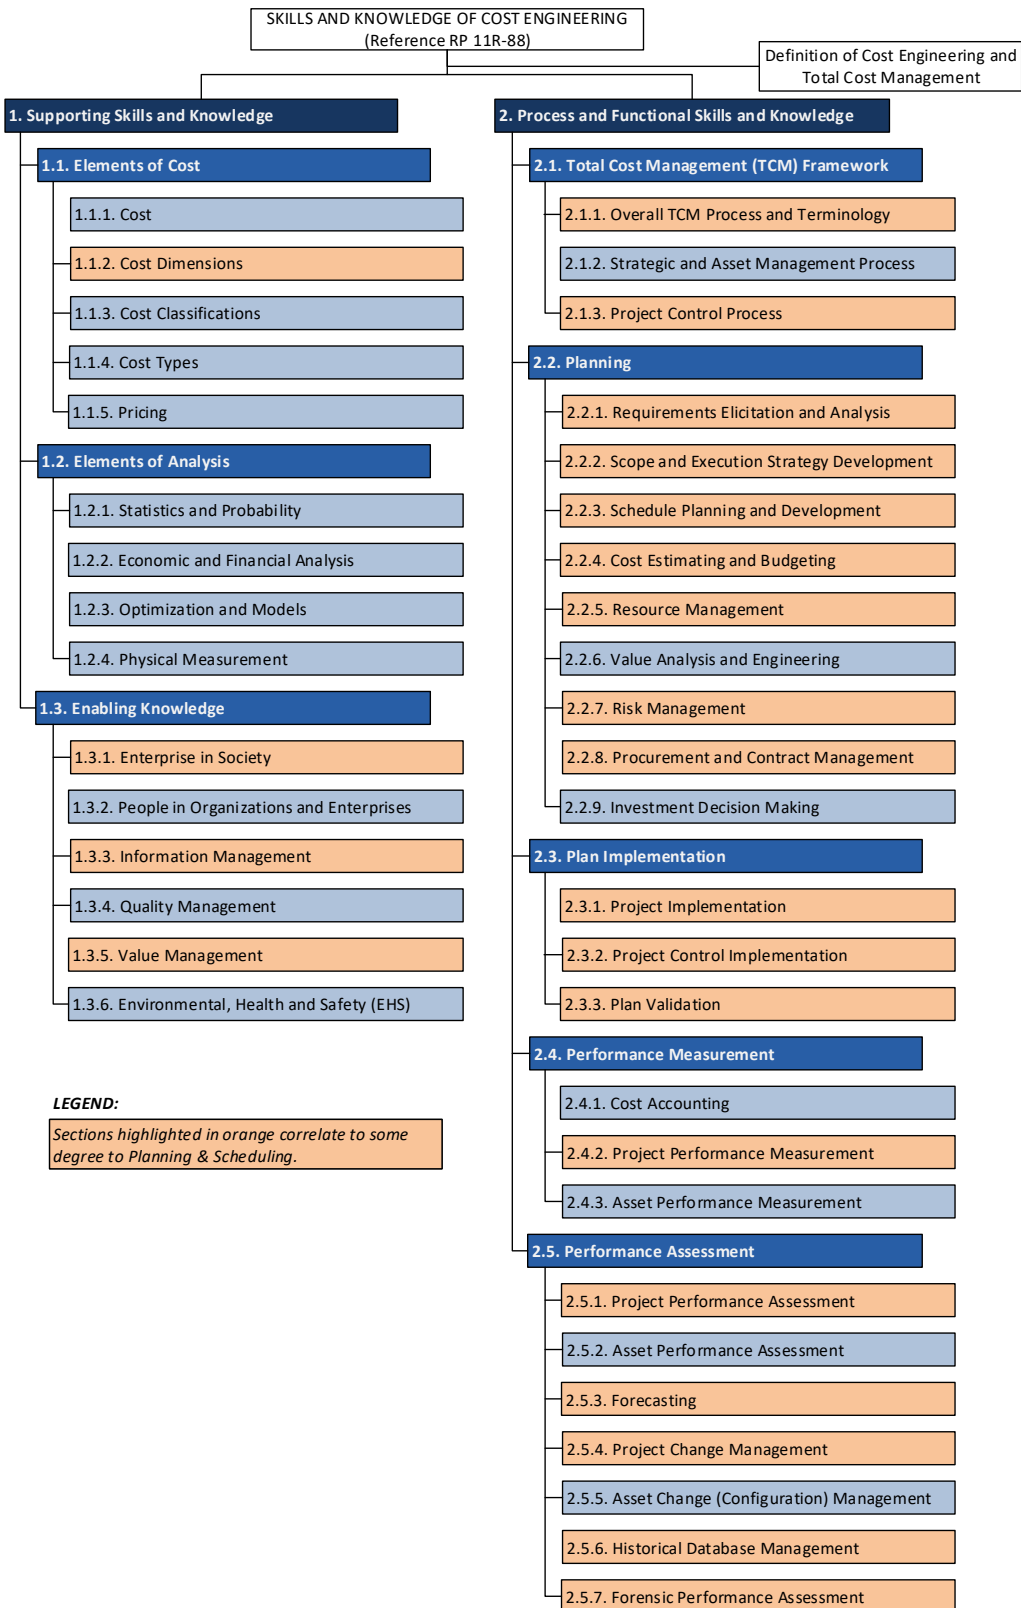 SKILLS AND KNOWLEDGE OF COST ENGINEERING
(Reference RP 11R-88)
Definition of Cost Engineering and
Total Cost Management
1. Supporting Skills and Knowledge
1.1. Elements of Cost
1.1.1. Cost
1.1.2. Cost Dimensions
1.1.3. Cost Classifications
1.1.4. Cost Types
1.1.5. Pricing
1.2. Elements of Analysis
1.2.1. Statistics and Probability
1.2.2. Economic and Financial Analysis
1.2.3. Optimization and Models
1.2.4. Physical Measurement
1.3. Enabling Knowledge
1.3.1. Enterprise in Society
1.3.2. People in Organizations and Enterprises
1.3.3. Information Management
1.3.4. Quality Management
1.3.5. Value Management
1.3.6. Environmental, Health and Safety (EHS)
LEGEND:
Sections highlighted in orange correlate to some
degree to Planning & Scheduling.
2. Process and Functional Skills and Knowledge
2.1. Total Cost Management (TCM) Framework
2.1.1. Overall TCM Process and Terminology
2.1.2. Strategic and Asset Management Process
2.1.3. Project Control Process
2.2. Planning
2.2.1. Requirements Elicitation and Analysis
2.2.2. Scope and Execution Strategy Development
2.2.3. Schedule Planning and Development
2.2.4. Cost Estimating and Budgeting
2.2.5. Resource Management
2.2.6. Value Analysis and Engineering
2.2.7. Risk Management
2.2.8. Procurement and Contract Management
2.2.9. Investment Decision Making
2.3. Plan Implementation
2.3.1. Project Implementation
2.3.2. Project Control Implementation
2.3.3. Plan Validation
2.4. Performance Measurement
2.4.1. Cost Accounting
2.4.2. Project Performance Measurement
2.4.3. Asset Performance Measurement
2.5. Performance Assessment
2.5.1. Project Performance Assessment
2.5.2. Asset Performance Assessment
2.5.3. Forecasting
2.5.4. Project Change Management
2.5.5. Asset Change (Configuration) Management
2.5.6. Historical Database Management
2.5.7. Forensic Performance Assessment